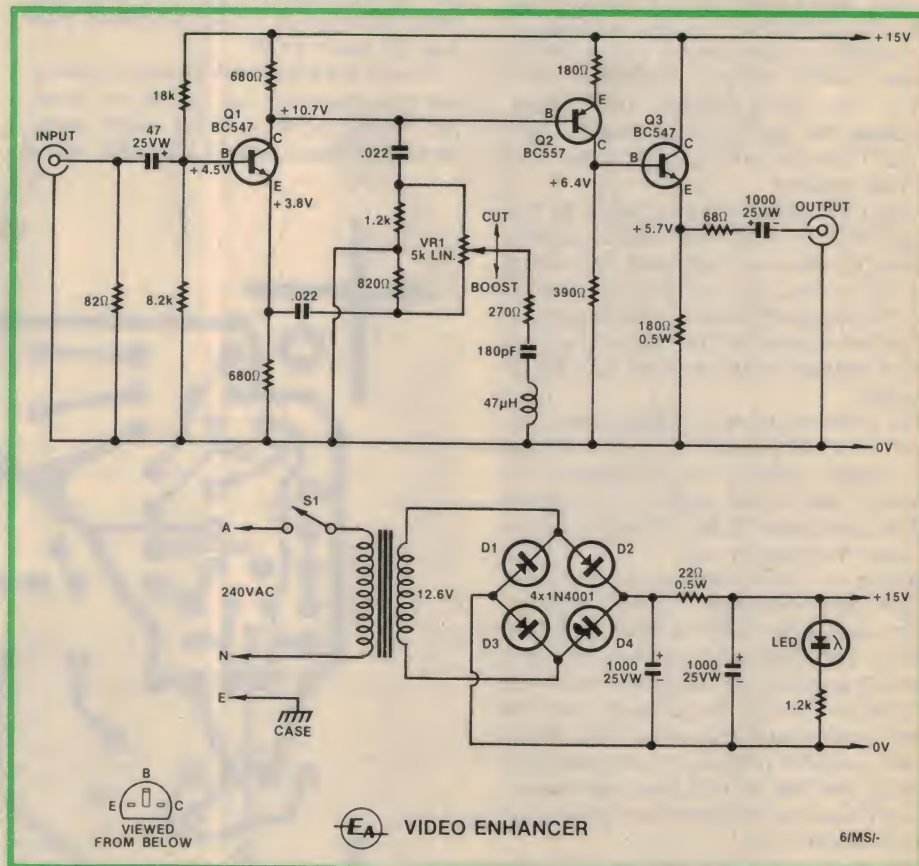 + 15V
680Ω
180Ω
18k
Q1
BC547
+10.7V
E
B
Q2
BC557
C
Q3
BC547
INPUT
47
25VW
- +
B
C
E
+4.5V
.022
+6.4V
B
C
E
+3.8V
1.2k
VR1
5k LIN.
CUT
BOOST
+5.7V
68Ω
1000
25VW
+ -
OUTPUT
82Ω
8.2k
.022
820Ω
270Ω
390Ω
180Ω
0.5W
680Ω
180pF
47µH
0V
S1
A
240VAC
N
E
CASE
12.6V
D1
D2
4x1N4001
D3
D4
22Ω
0.5W
+15V
1000
25VW
+
-
1000
25VW
+
-
LED
λ
1.2k
0V
B
E
C
VIEWED
FROM BELOW
EA
VIDEO ENHANCER
6/MS/-